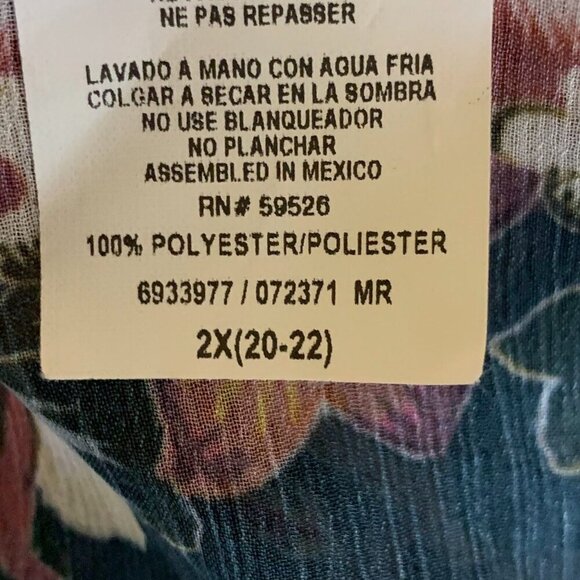 NE PAS REPASSER
LAVADO A MANO CON AGUA FRIA
COLGAR A SECAR EN LA SOMBRA
NO USE BLANQUEADOR
NO PLANCHAR
ASSEMBLED IN MEXICO
RN# 59526
100% POLYESTER/POLIESTER
6933977 / 072371 MR
2X(20-22)